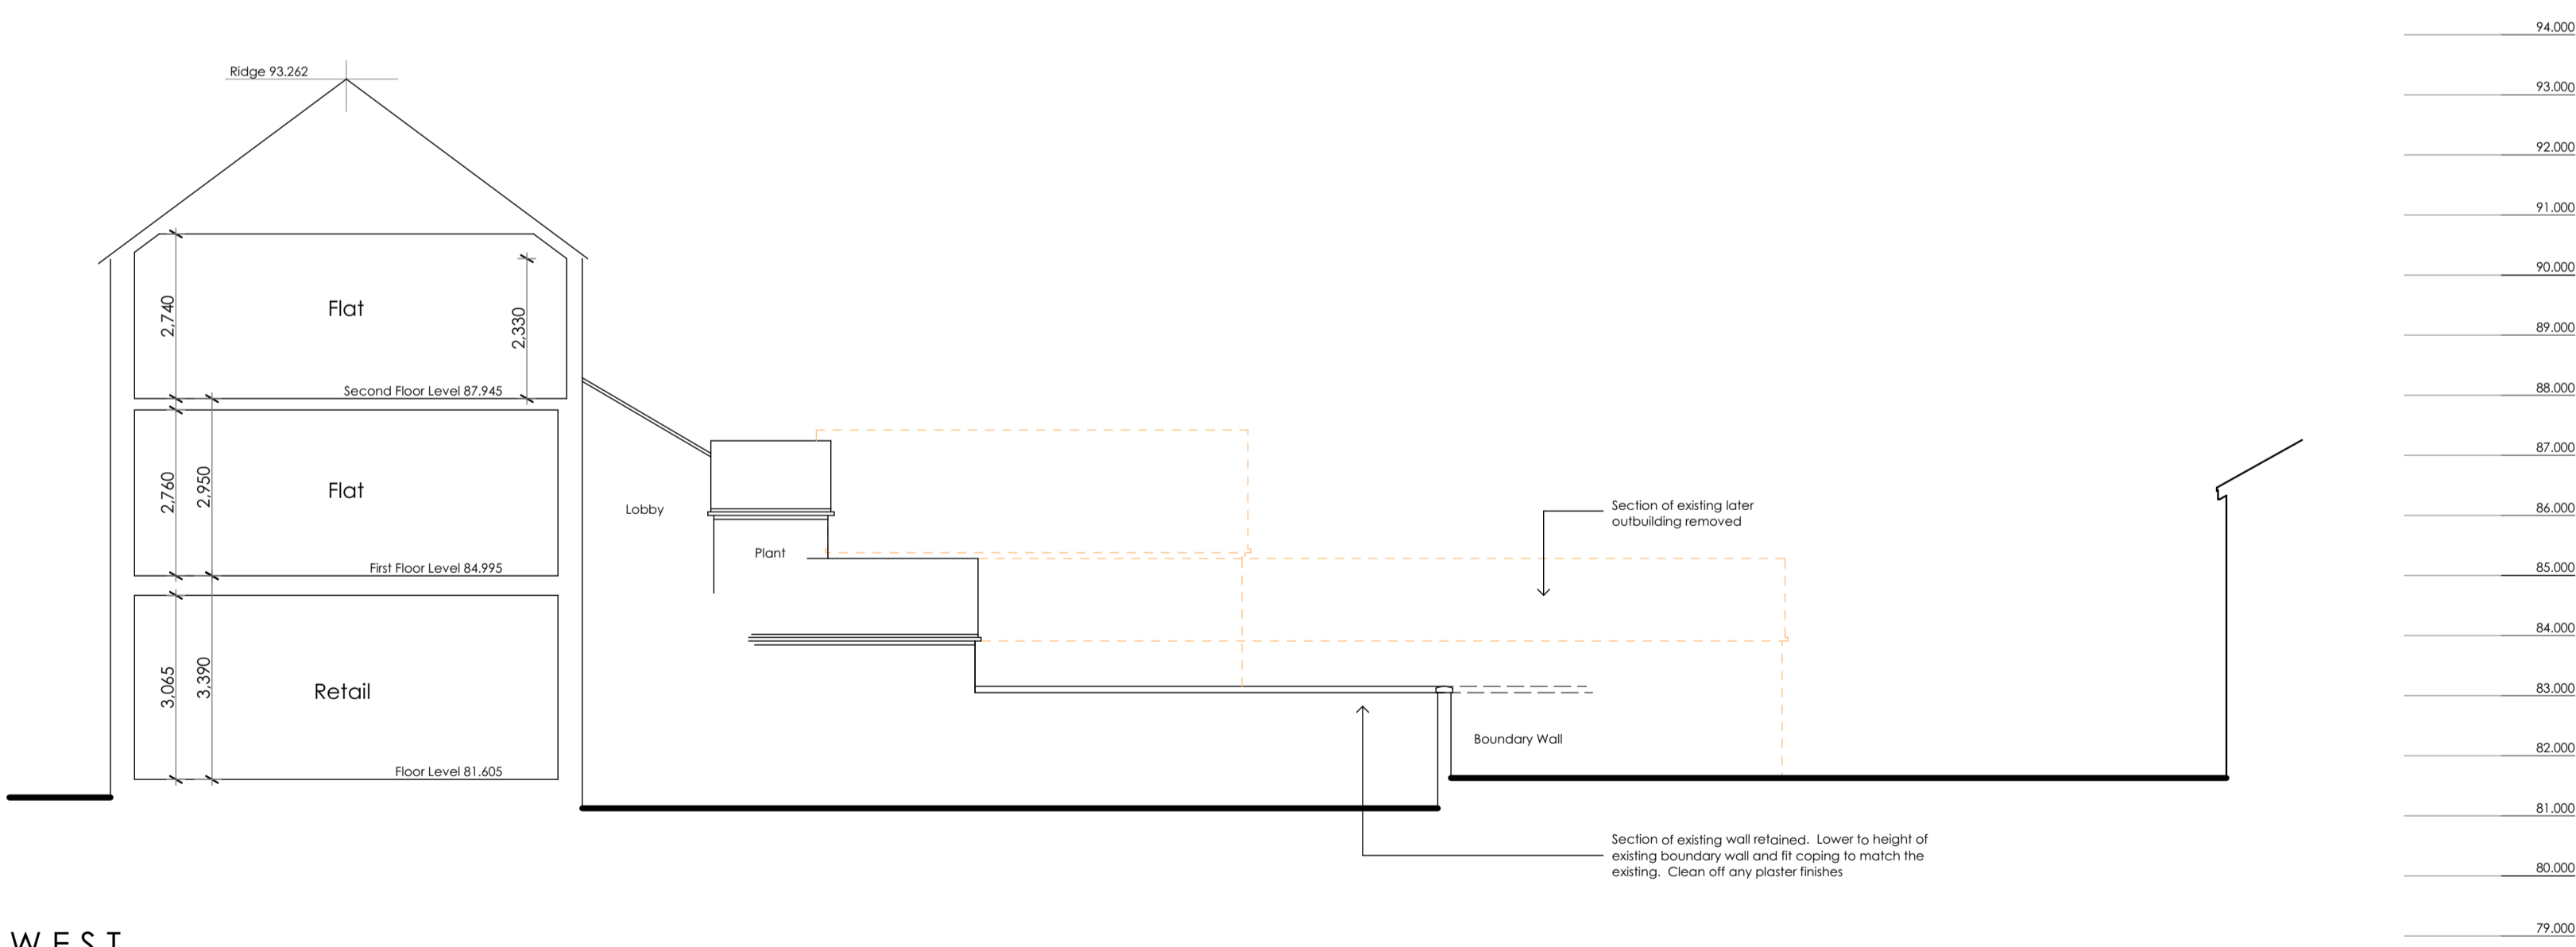 94.000
Ridge 93.262
93.000
92.000
91.000
90.000
2,740
Flat
2,330
89.000
Second Floor Level 87.945
88.000
87.000
2,760
2,950
Flat
Lobby
Section of existing later
outbuilding removed
86.000
Plant
First Floor Level 84.995
85.000
84.000
3,065
3,390
Retail
83.000
Boundary Wall
82.000
Floor Level 81.605
81.000
Section of existing wall retained.  Lower to height of
existing boundary wall and fit coping to match the
existing.  Clean off any plaster finishes
80.000
WEST
79.000